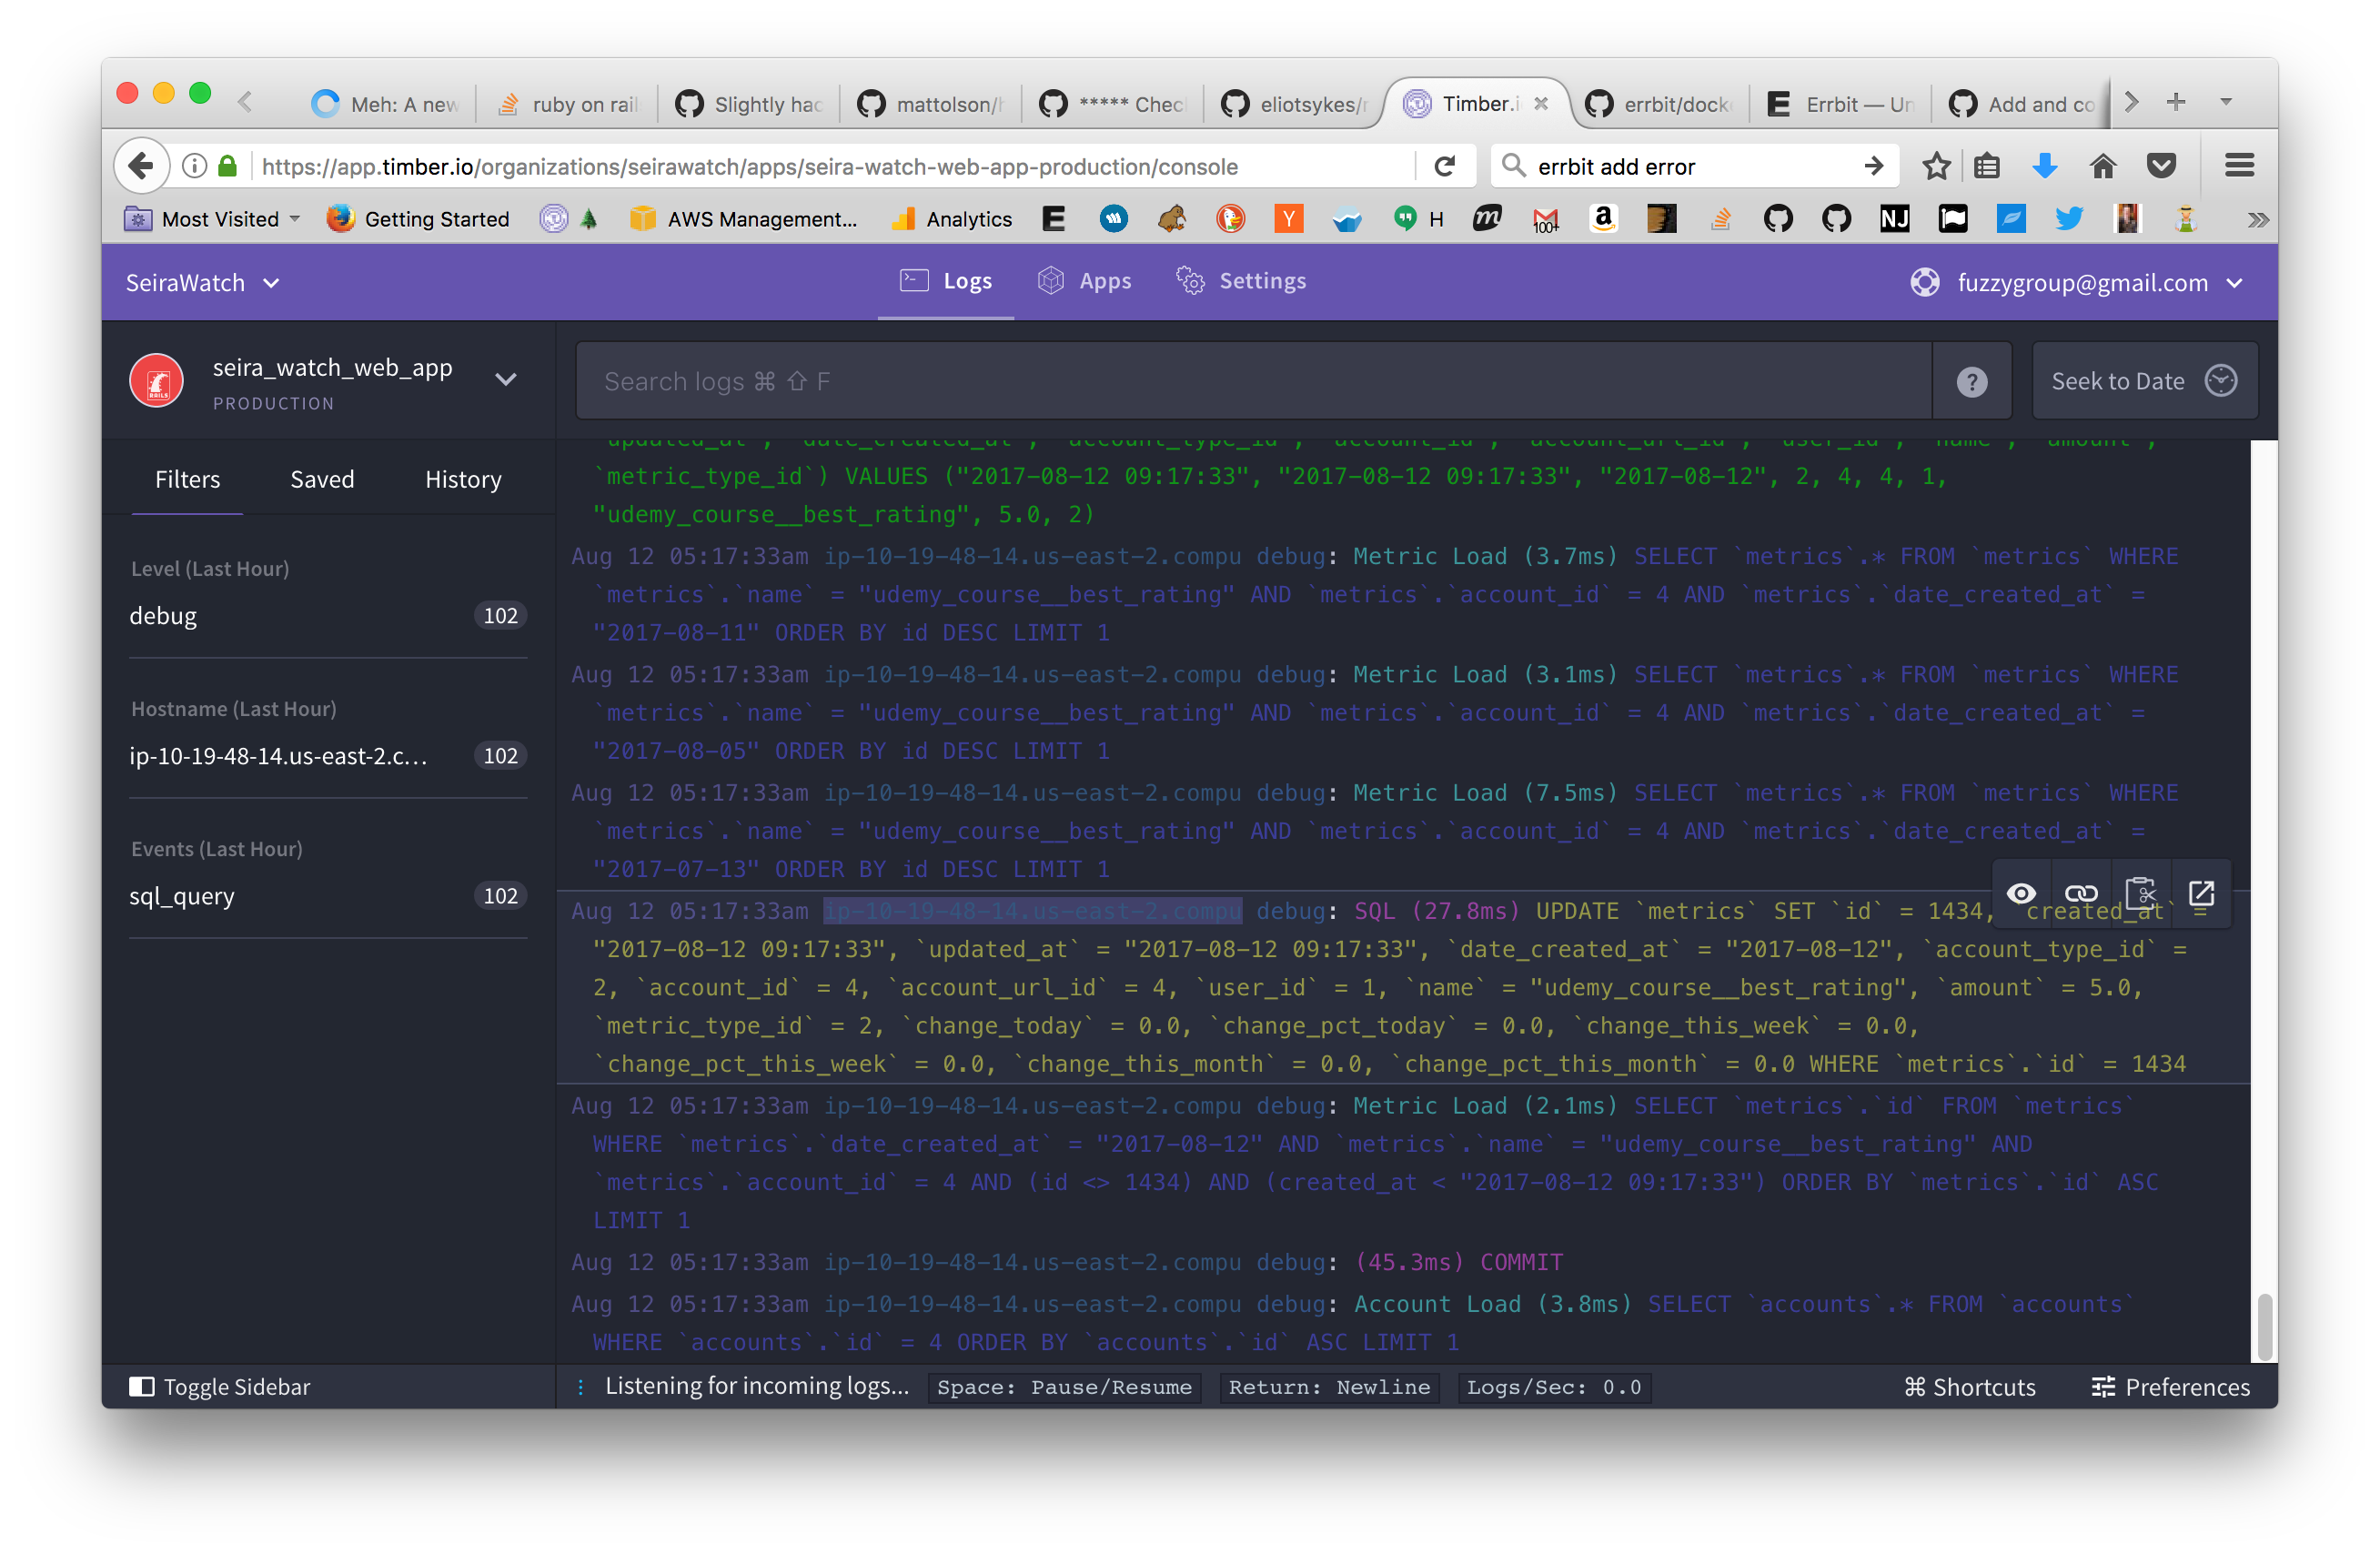 Meh: A new
ruby on rail
Slightly hac
mattolson/h
***** Chec
eliotsykes/r
Timber.i
errbit/docke
Errbit — Un
Add and co
https://app.timber.io/organizations/seirawatch/apps/seira-watch-web-app-production/console
errbit add error
Most Visited
Getting Started
AWS Management...
Analytics
H
100+
SeiraWatch
Logs
Apps
Settings
fuzzygroup@gmail.com
seira_watch_web_app
PRODUCTION
Search logs ⌘ ⇧ F
?
Seek to Date
Filters
Saved
History
Level (Last Hour)
debug 102
Hostname (Last Hour)
ip-10-19-48-14.us-east-2.c... 102
Events (Last Hour)
sql_query 102
`updated_at`, `date_created_at`, `account_type_id`, `account_id`, `account_url_id`, `user_id`, `name`, `amount`,
`metric_type_id`) VALUES ("2017-08-12 09:17:33", "2017-08-12 09:17:33", "2017-08-12", 2, 4, 4, 1,
"udemy_course__best_rating", 5.0, 2)
Aug 12 05:17:33am ip-10-19-48-14.us-east-2.compu debug: Metric Load (3.7ms) SELECT `metrics`.* FROM `metrics` WHERE
`metrics`.`name` = "udemy_course__best_rating" AND `metrics`.`account_id` = 4 AND `metrics`.`date_created_at` =
"2017-08-11" ORDER BY id DESC LIMIT 1
Aug 12 05:17:33am ip-10-19-48-14.us-east-2.compu debug: Metric Load (3.1ms) SELECT `metrics`.* FROM `metrics` WHERE
`metrics`.`name` = "udemy_course__best_rating" AND `metrics`.`account_id` = 4 AND `metrics`.`date_created_at` =
"2017-08-05" ORDER BY id DESC LIMIT 1
Aug 12 05:17:33am ip-10-19-48-14.us-east-2.compu debug: Metric Load (7.5ms) SELECT `metrics`.* FROM `metrics` WHERE
`metrics`.`name` = "udemy_course__best_rating" AND `metrics`.`account_id` = 4 AND `metrics`.`date_created_at` =
"2017-07-13" ORDER BY id DESC LIMIT 1
Aug 12 05:17:33am ip-10-19-48-14.us-east-2.compu debug: SQL (27.8ms) UPDATE `metrics` SET `id` = 1434, `created_at` =
"2017-08-12 09:17:33", `updated_at` = "2017-08-12 09:17:33", `date_created_at` = "2017-08-12", `account_type_id` =
2, `account_id` = 4, `account_url_id` = 4, `user_id` = 1, `name` = "udemy_course__best_rating", `amount` = 5.0,
`metric_type_id` = 2, `change_today` = 0.0, `change_pct_today` = 0.0, `change_this_week` = 0.0,
`change_pct_this_week` = 0.0, `change_this_month` = 0.0, `change_pct_this_month` = 0.0 WHERE `metrics`.`id` = 1434
Aug 12 05:17:33am ip-10-19-48-14.us-east-2.compu debug: Metric Load (2.1ms) SELECT `metrics`.`id` FROM `metrics`
WHERE `metrics`.`date_created_at` = "2017-08-12" AND `metrics`.`name` = "udemy_course__best_rating" AND
`metrics`.`account_id` = 4 AND (id <> 1434) AND (created_at < "2017-08-12 09:17:33") ORDER BY `metrics`.`id` ASC
LIMIT 1
Aug 12 05:17:33am ip-10-19-48-14.us-east-2.compu debug: (45.3ms) COMMIT
Aug 12 05:17:33am ip-10-19-48-14.us-east-2.compu debug: Account Load (3.8ms) SELECT `accounts`.* FROM `accounts`
WHERE `accounts`.`id` = 4 ORDER BY `accounts`.`id` ASC LIMIT 1
Toggle Sidebar
Listening for incoming logs...
Space: Pause/Resume
Return: Newline
Logs/Sec: 0.0
⌘ Shortcuts
Preferences